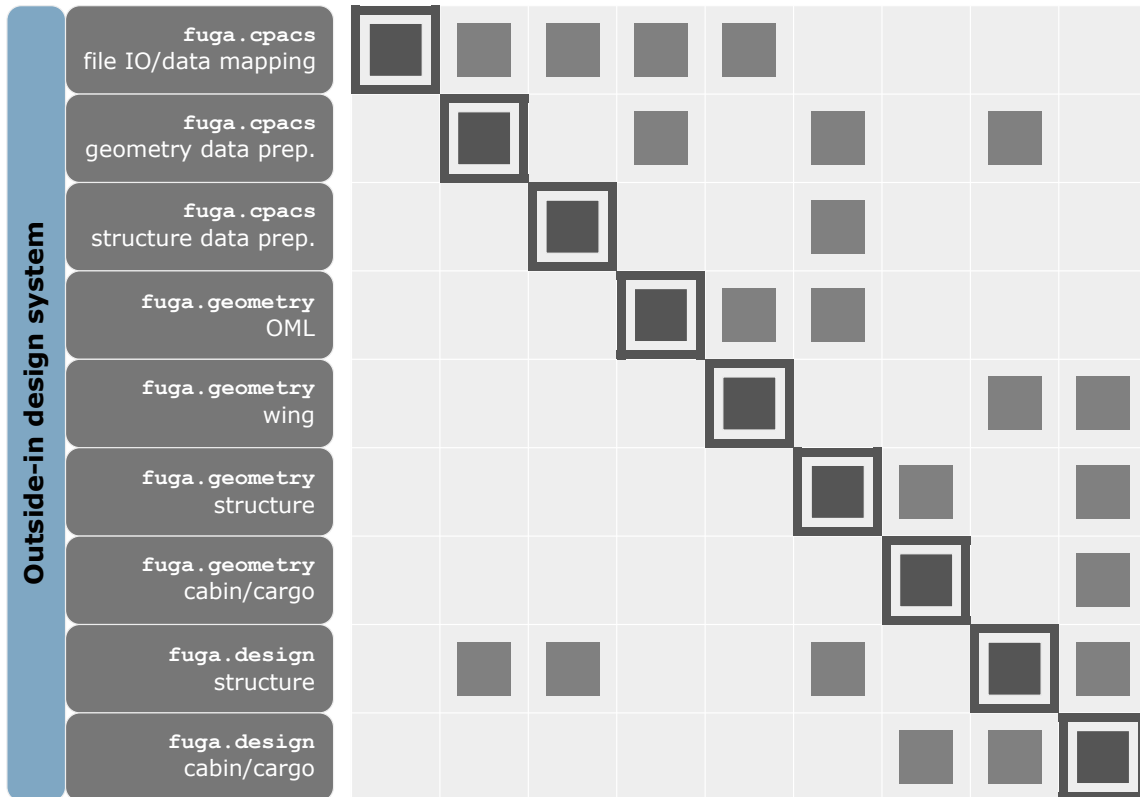 Outside-in design system
fuga.cpacs
file IO/data mapping
fuga.cpacs
geometry data prep.
fuga.cpacs
structure data prep.
fuga.geometry
OML
fuga.geometry
wing
fuga.geometry
structure
fuga.geometry
cabin/cargo
fuga.design
structure
fuga.design
cabin/cargo